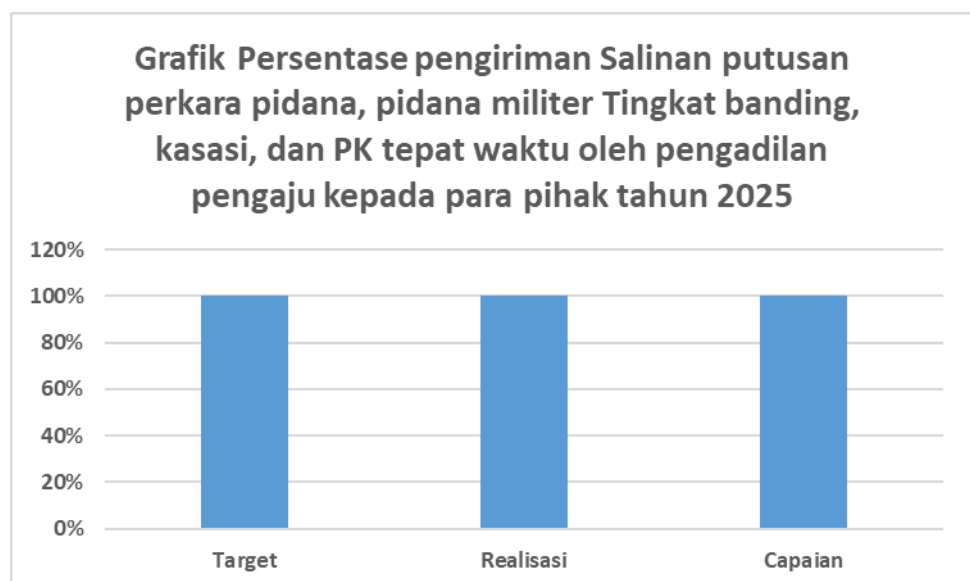 Grafik Persentase pengiriman Salinan putusan
perkara pidana, pidana militer Tingkat banding,
kasasi, dan PK tepat waktu oleh pengadilan
pengaju kepada para pihak tahun 2025
120%
100%
80%
60%
40%
20%
0%
Target
Realisasi
Capaian